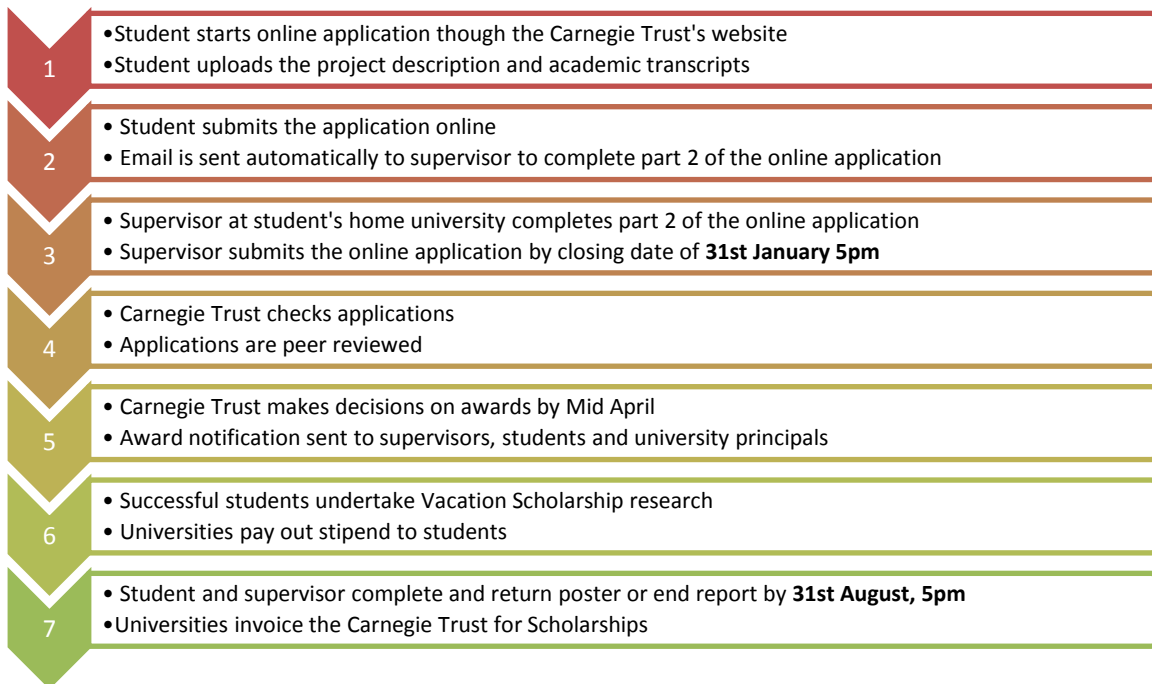 1
•Student starts online application though the Carnegie Trust's website
•Student uploads the project description and academic transcripts
2
• Student submits the application online
• Email is sent automatically to supervisor to complete part 2 of the online application
3
• Supervisor at student's home university completes part 2 of the online application
• Supervisor submits the online application by closing date of 31st January 5pm
4
• Carnegie Trust checks applications
• Applications are peer reviewed
5
• Carnegie Trust makes decisions on awards by Mid April
• Award notification sent to supervisors, students and university principals
6
• Successful students undertake Vacation Scholarship research
• Universities pay out stipend to students
7
• Student and supervisor complete and return poster or end report by 31st August, 5pm
•Universities invoice the Carnegie Trust for Scholarships